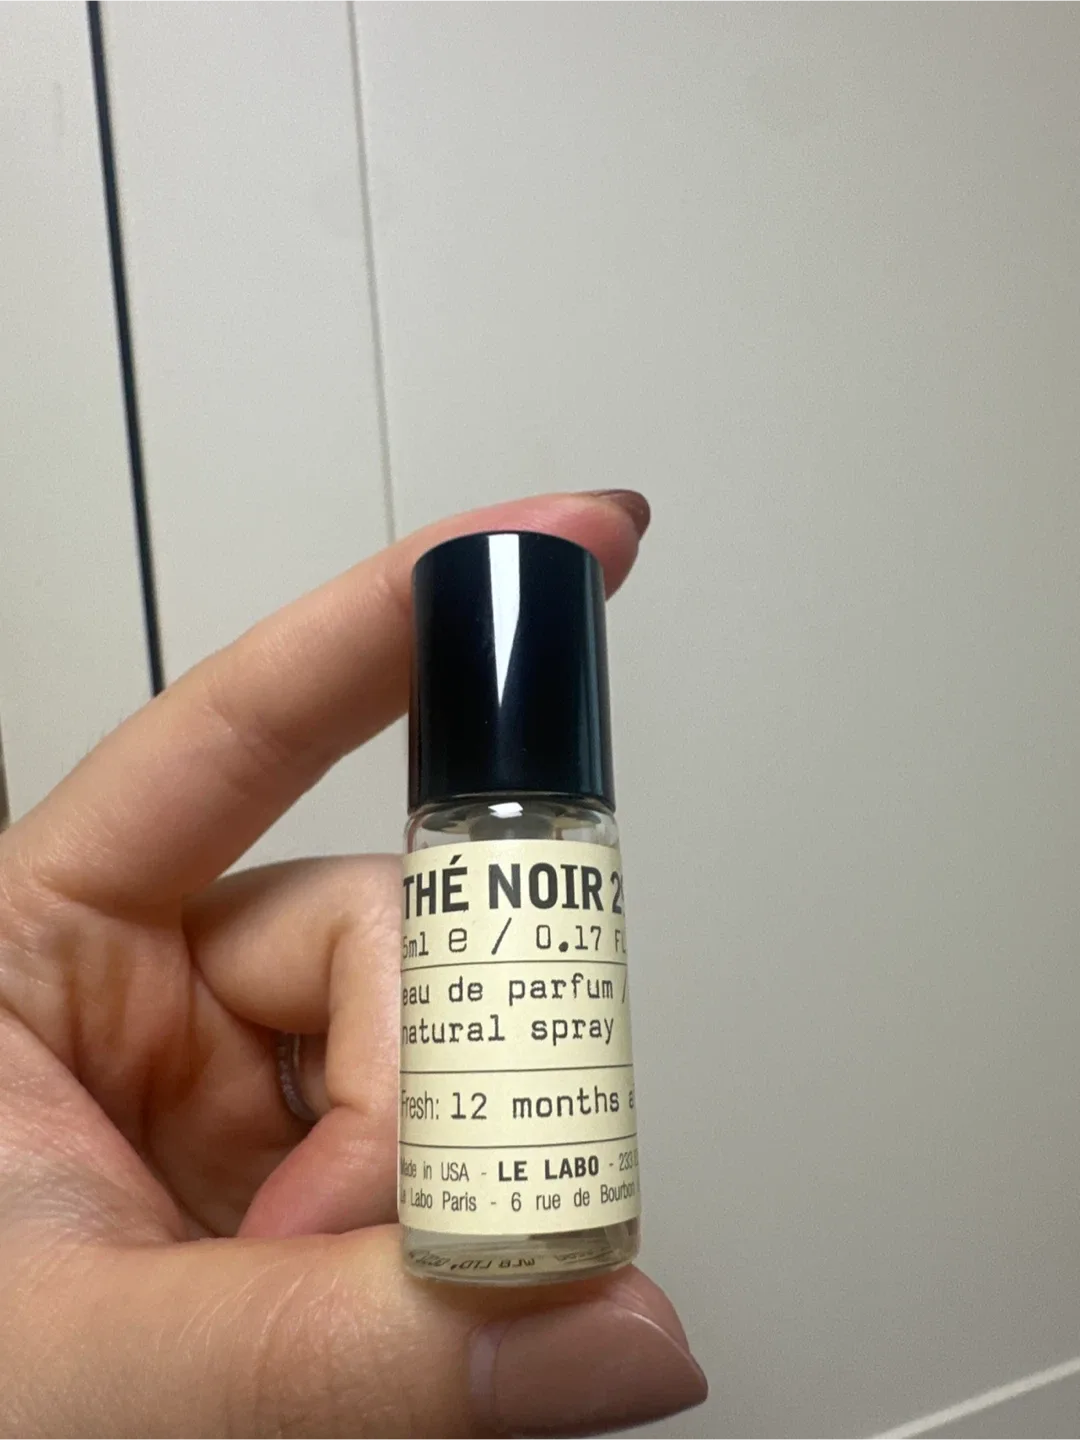 THÉ NOIR 2
5ml e / 0.17 FL
eau de parfum /
natural spray
Fresh: 12 months a
Made in USA - LE LABO - 233
Le Labo Paris - 6 rue de Bourbon